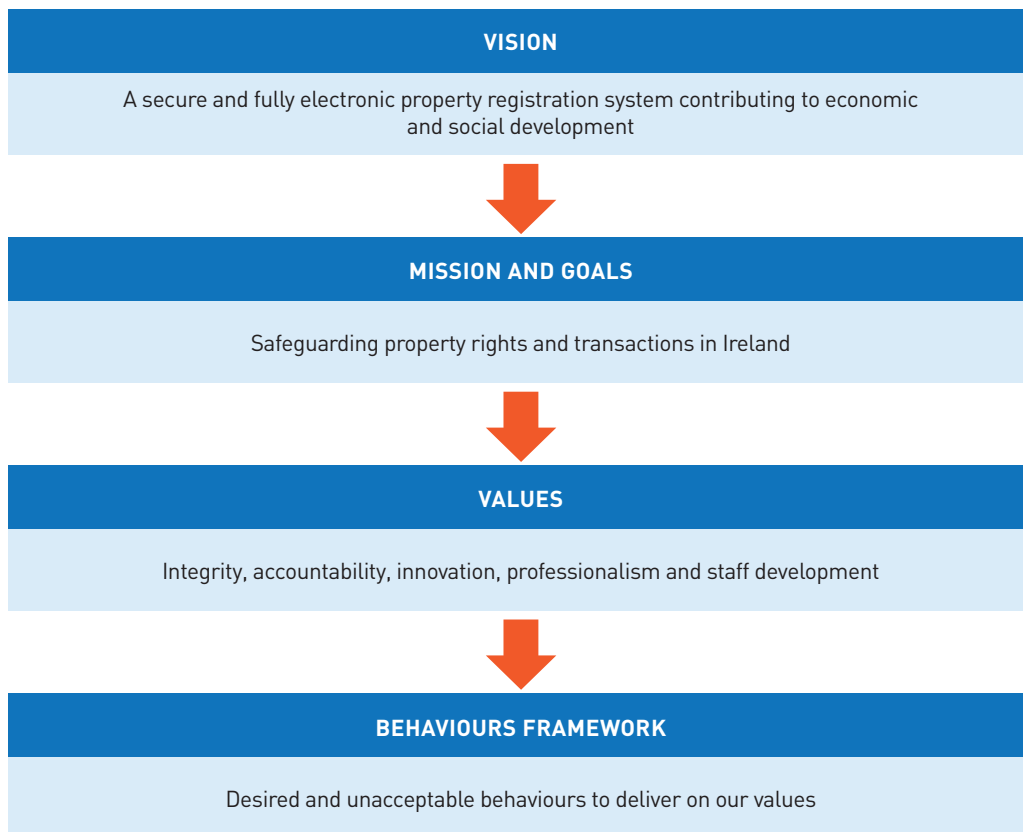 VISION
A secure and fully electronic property registration system contributing to economic
and social development
MISSION AND GOALS
Safeguarding property rights and transactions in Ireland
VALUES
Integrity, accountability, innovation, professionalism and staff development
BEHAVIOURS FRAMEWORK
Desired and unacceptable behaviours to deliver on our values